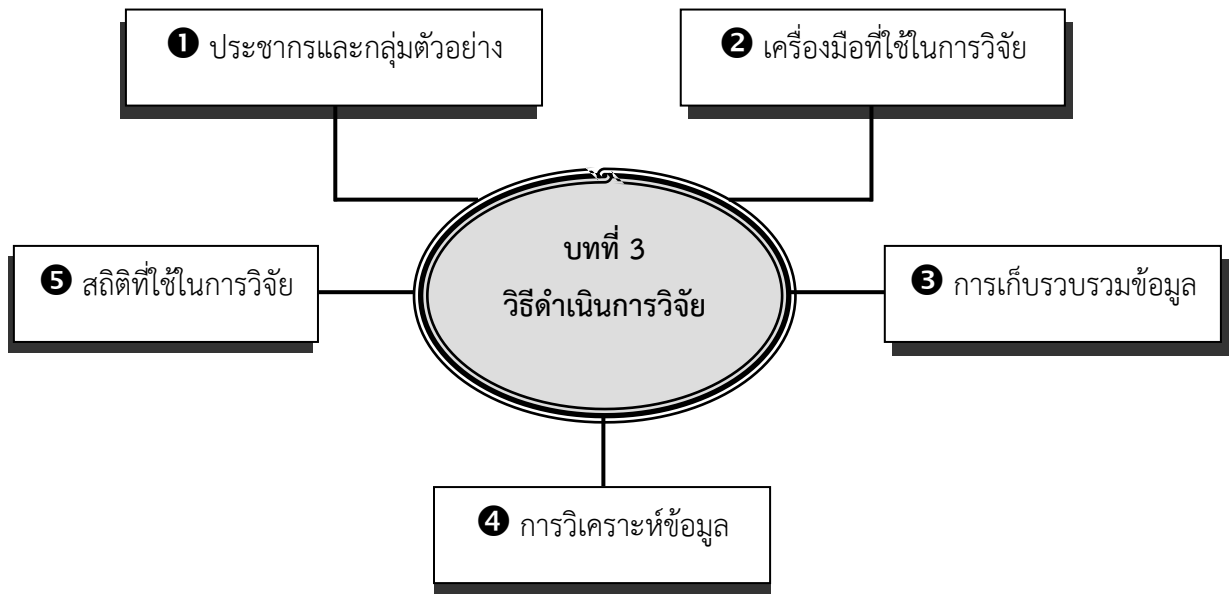 ❶ ประชากรและกลุ่มตัวอย่าง
❷ เครื่องมือที่ใช้ในการวิจัย
บทที่ 3
วิธีดำเนินการวิจัย
❸ การเก็บรวบรวมข้อมูล
❹ การวิเคราะห์ข้อมูล
❺ สถิติที่ใช้ในการวิจัย